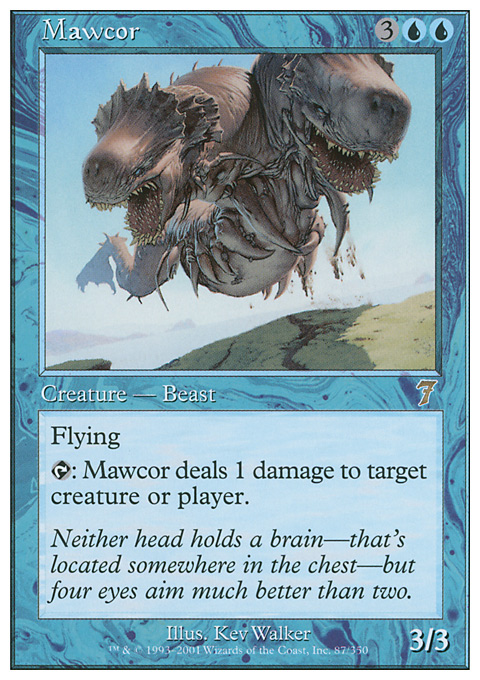 Mawcor 3
Creature — Beast 7
Flying
: Mawcor deals 1 damage to target
creature or player.
Neither head holds a brain—that's
located somewhere in the chest—but
four eyes aim much better than two.
Illus. Kev Walker
™ & © 1993–2001 Wizards of the Coast, Inc. 87/350
3/3